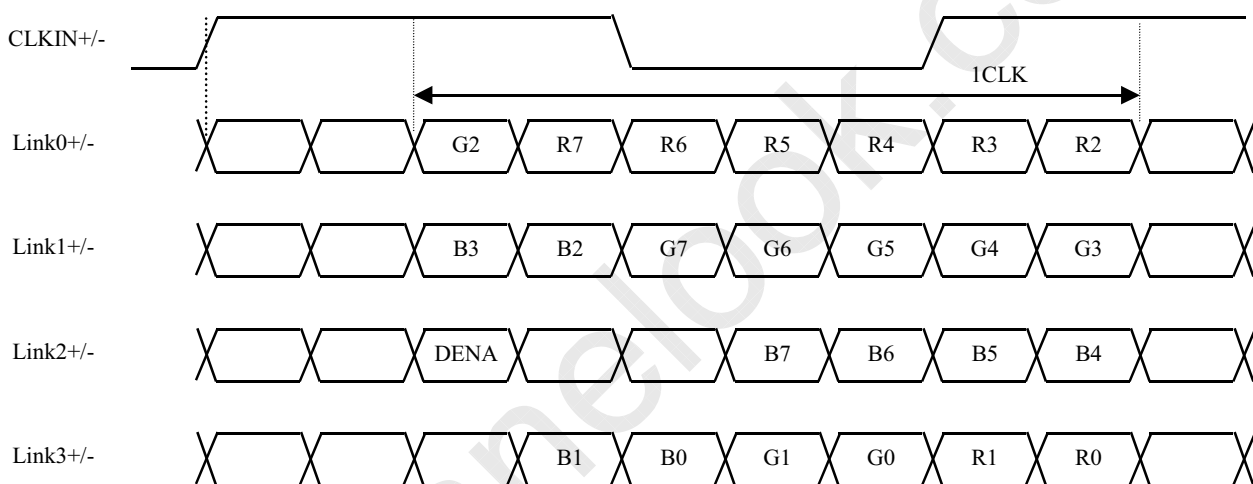 CLKIN+/-
1CLK
Link0+/- G2 R7 R6 R5 R4 R3 R2
Link1+/- B3 B2 G7 G6 G5 G4 G3
Link2+/- DENA B7 B6 B5 B4
Link3+/- B1 B0 G1 G0 R1 R0
nelook.c